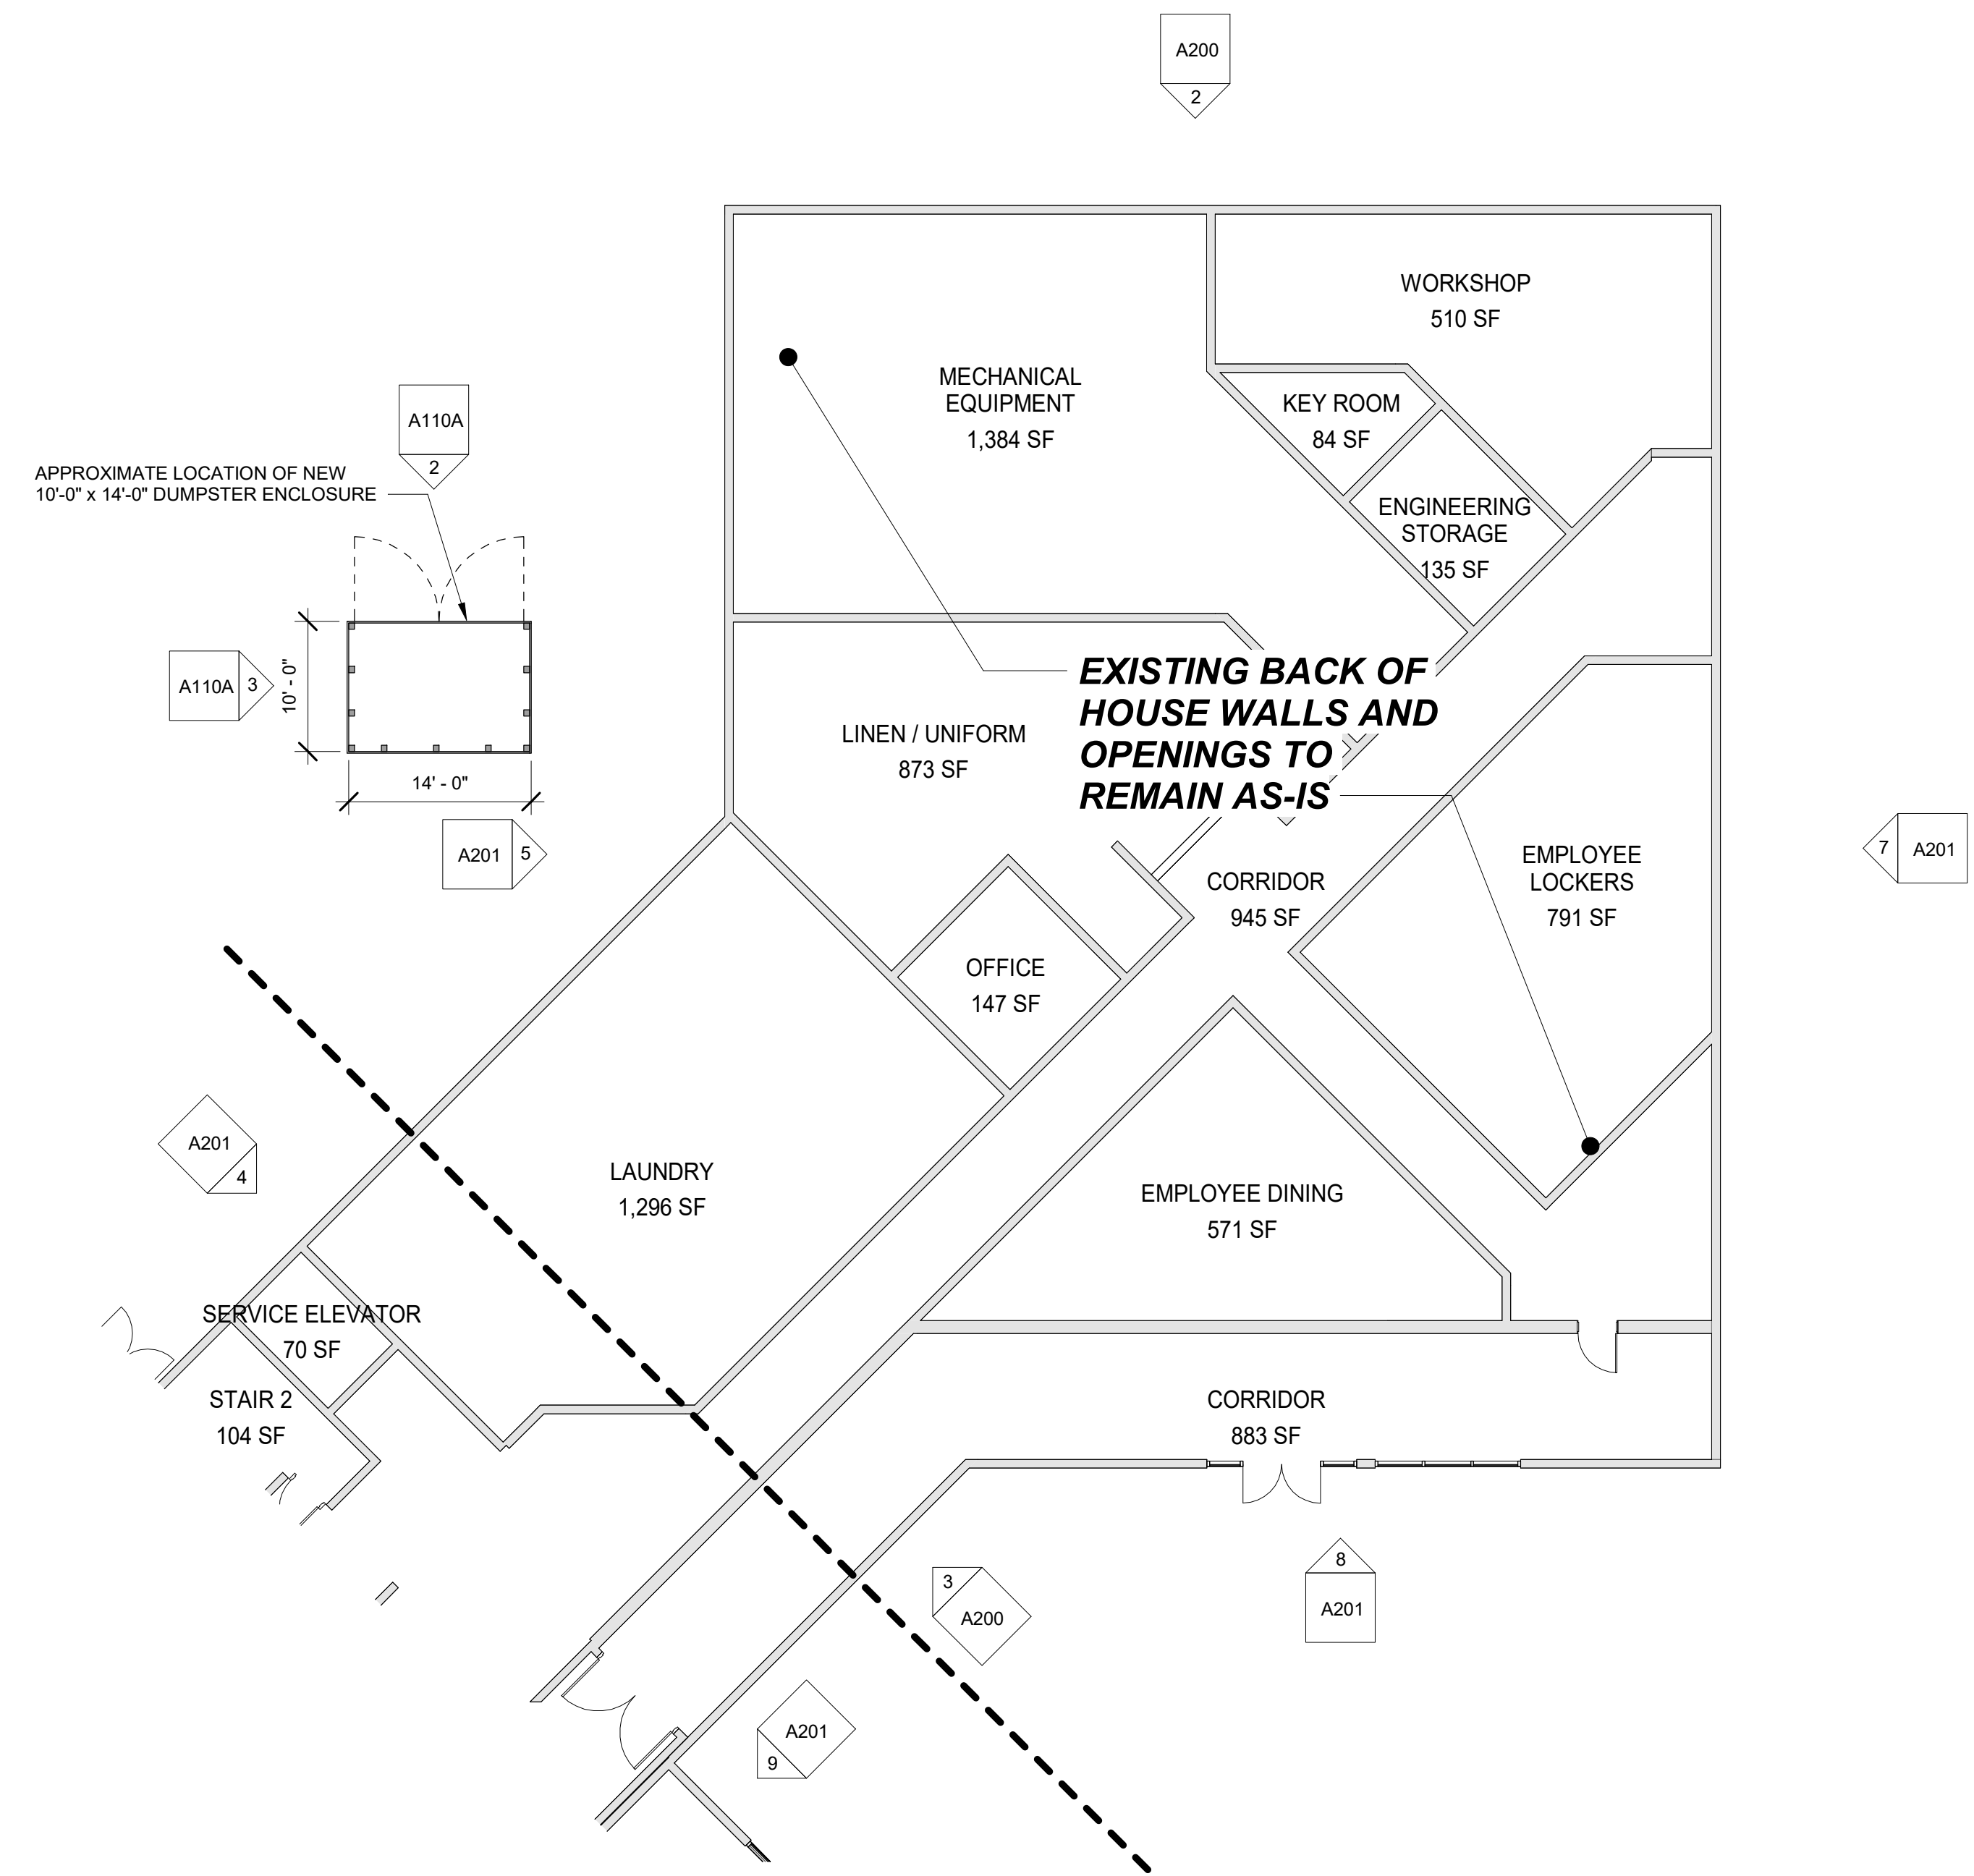 A200
2
WORKSHOP
510 SF
MECHANICAL
EQUIPMENT
1,384 SF
KEY ROOM
84 SF
A110A
2
APPROXIMATE LOCATION OF NEW
10'-0" x 14'-0" DUMPSTER ENCLOSURE
ENGINEERING
STORAGE
135 SF
A110A
3
10' - 0"
14' - 0"
EXISTING BACK OF
HOUSE WALLS AND
OPENINGS TO
REMAIN AS-IS
LINEN / UNIFORM
873 SF
A201
5
7
A201
EMPLOYEE
LOCKERS
791 SF
CORRIDOR
945 SF
OFFICE
147 SF
A201
4
LAUNDRY
1,296 SF
EMPLOYEE DINING
571 SF
SERVICE ELEVATOR
70 SF
STAIR 2
104 SF
CORRIDOR
883 SF
3
A200
8
A201
A201
9